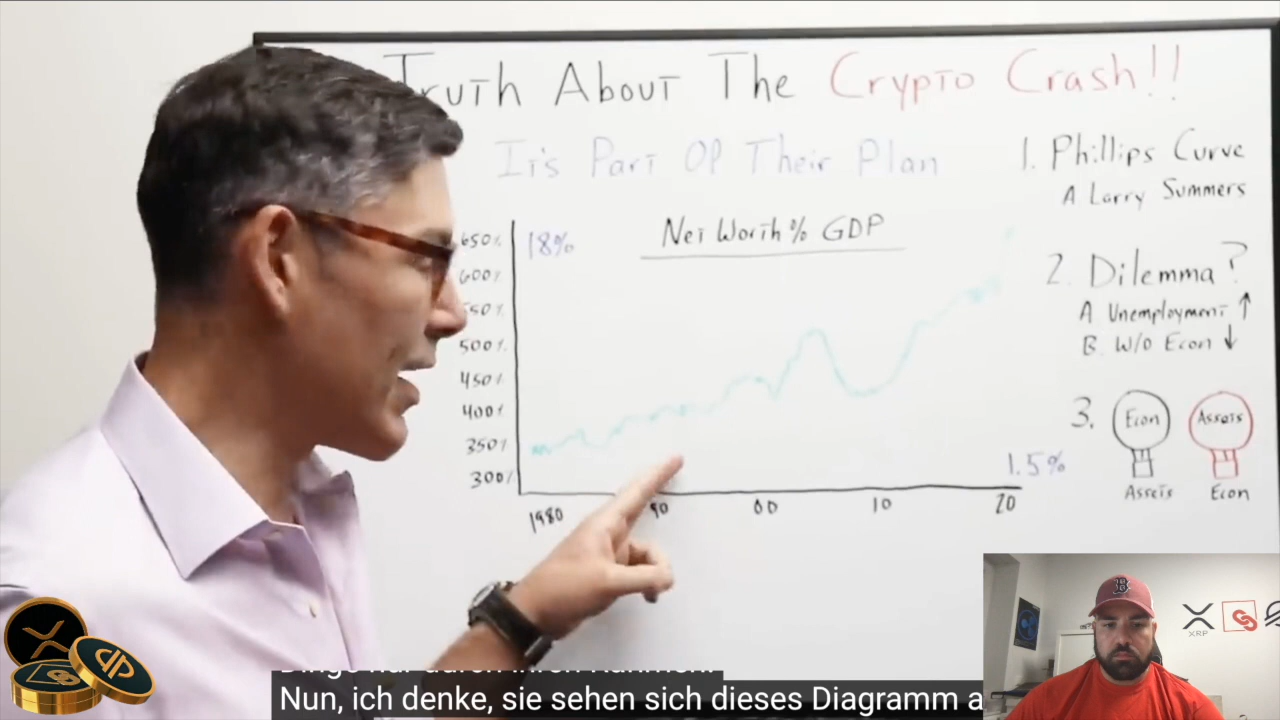 Truth About The Crypto Crash!!
It's Part Of Their Plan
1. Phillips Curve
A Larry Summers
Net Worth % GDP
650%
18%
600%
550%
500%
450%
400%
350%
300%
1.5%
1980
90
00
10
20
2. Dilemma?
A Unemployment ↑
B. W/O Econ ↓
3.
Econ
Assets
Assets
Econ
B
XRP
Nun, ich denke, sie sehen sich dieses Diagramm a